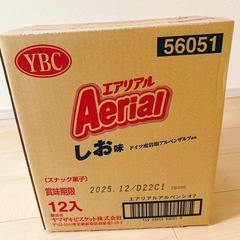 YBC
56051
エアリアル
Aerial
しお味
ドイツ産岩塩アルペンザルツ使用
(スナック菓子)
賞味期限
2025.12/D22C1
12入
ヤマザキビスケット株式会社
エアリアルアルペンシオア